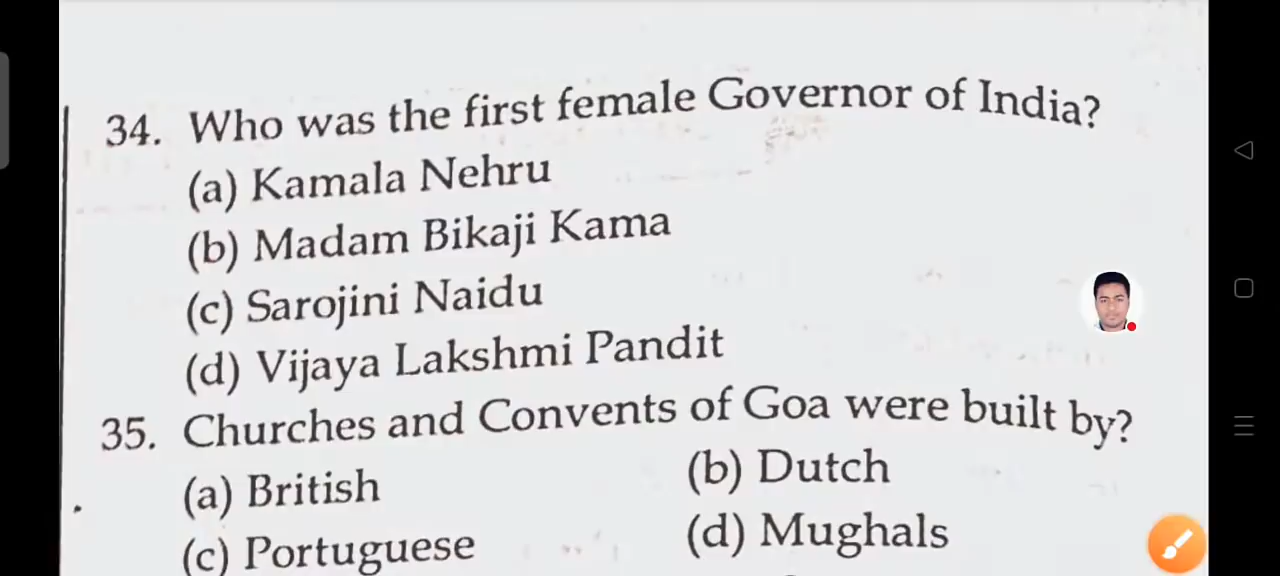 34. Who was the first female Governor of India?
(a) Kamala Nehru
(b) Madam Bikaji Kama
(c) Sarojini Naidu
(d) Vijaya Lakshmi Pandit
35. Churches and Convents of Goa were built by?
(a) British (b) Dutch
(c) Portuguese (d) Mughals